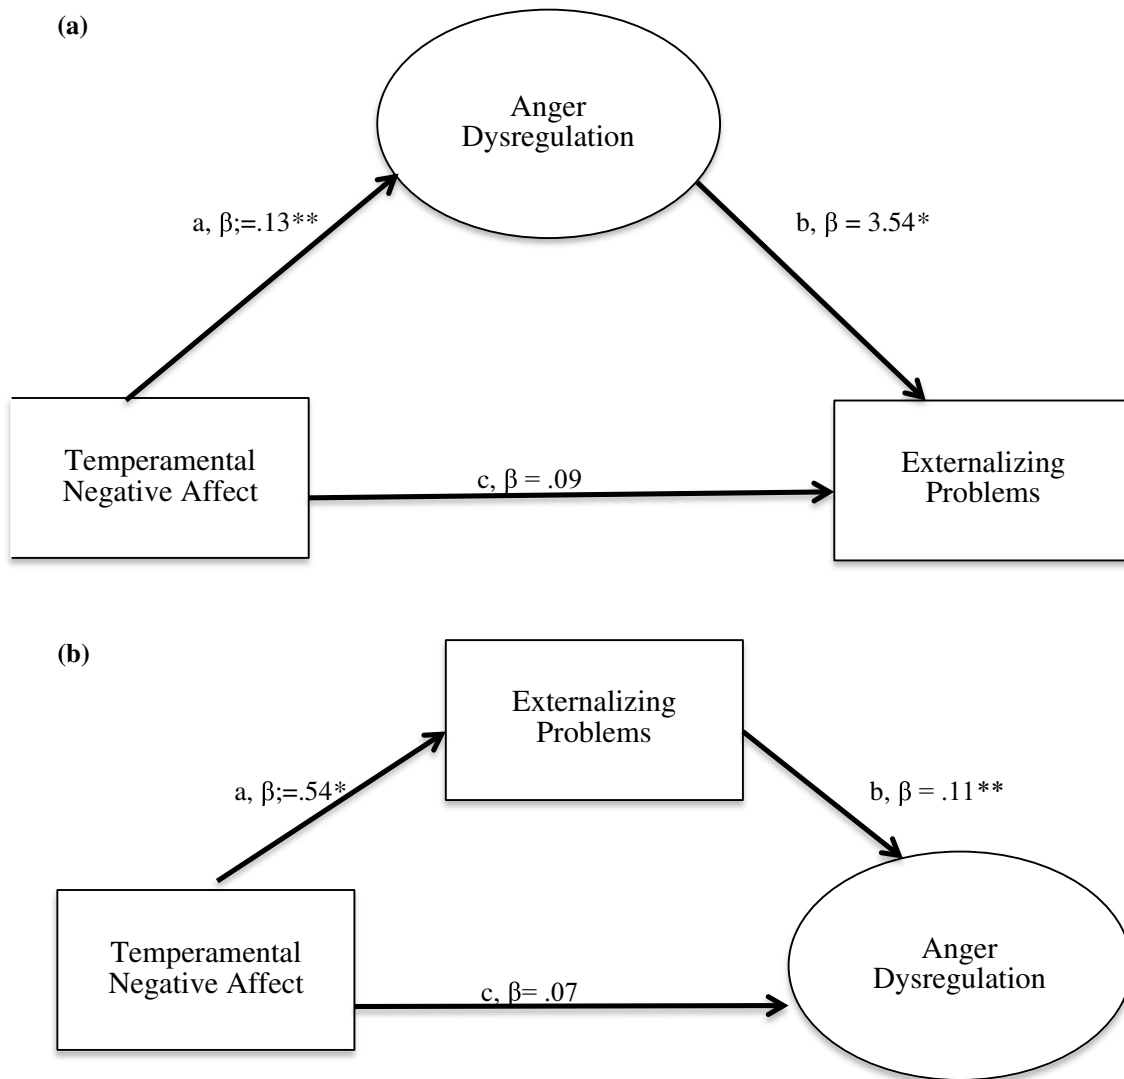 (a)
Anger
Dysregulation
a, β;=.13**
b, β = 3.54*
Temperamental
Negative Affect
c, β = .09
Externalizing
Problems
(b)
Externalizing
Problems
a, β;=.54*
b, β = .11**
Temperamental
Negative Affect
c, β= .07
Anger
Dysregulation